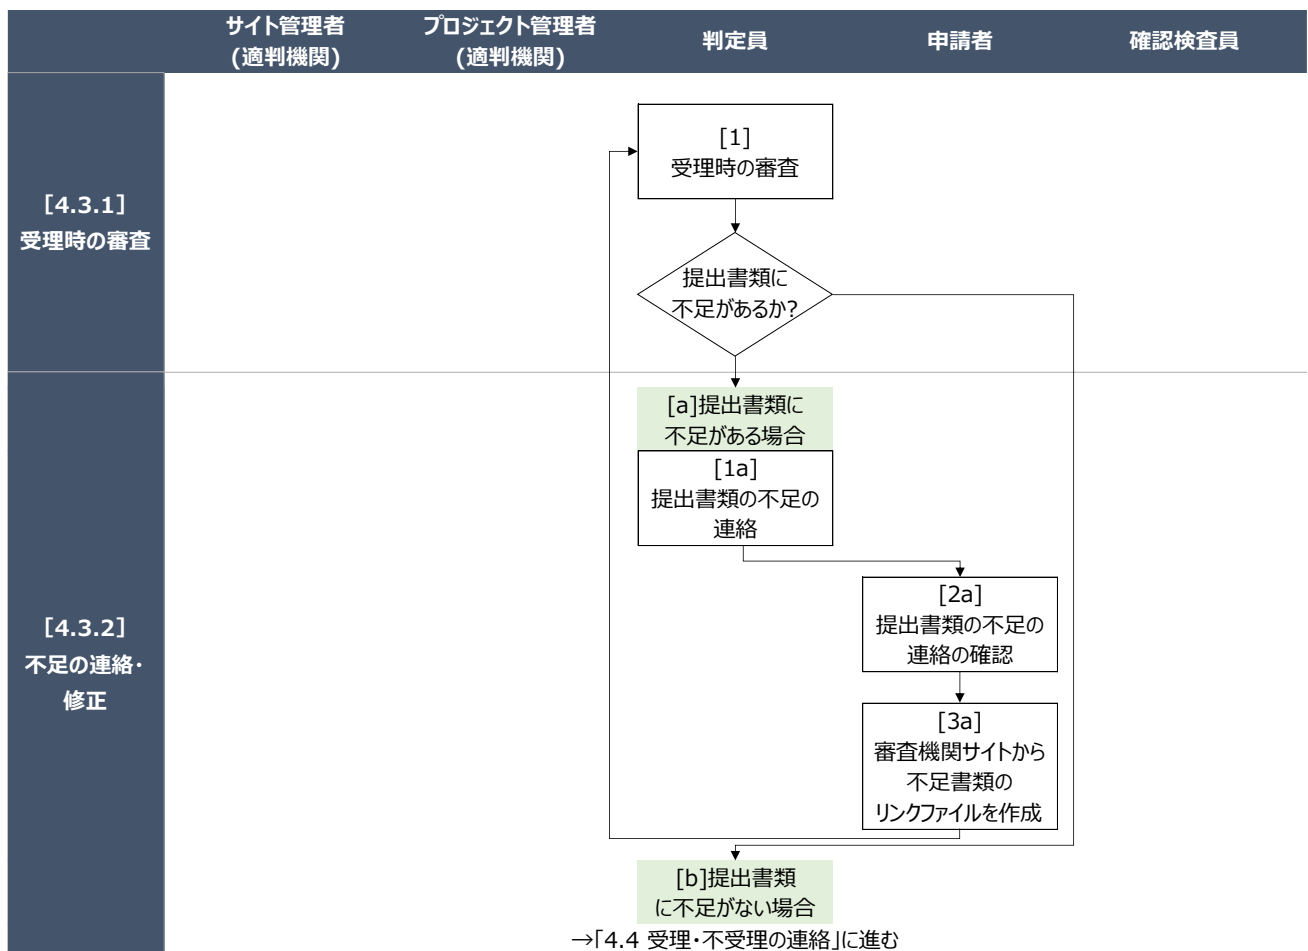 サイト管理者
(適判機関)
プロジェクト管理者
(適判機関)
判定員
申請者
確認検査員
［4.3.1］
受理時の審査
[1]
受理時の審査
提出書類に
不足があるか?
［4.3.2］
不足の連絡・
修正
[a]提出書類に
不足がある場合
[1a]
提出書類の不足の
連絡
[2a]
提出書類の不足の
連絡の確認
[3a]
審査機関サイトから
不足書類の
リンクファイルを作成
[b]提出書類
に不足がない場合
→「4.4 受理・不受理の連絡」に進む